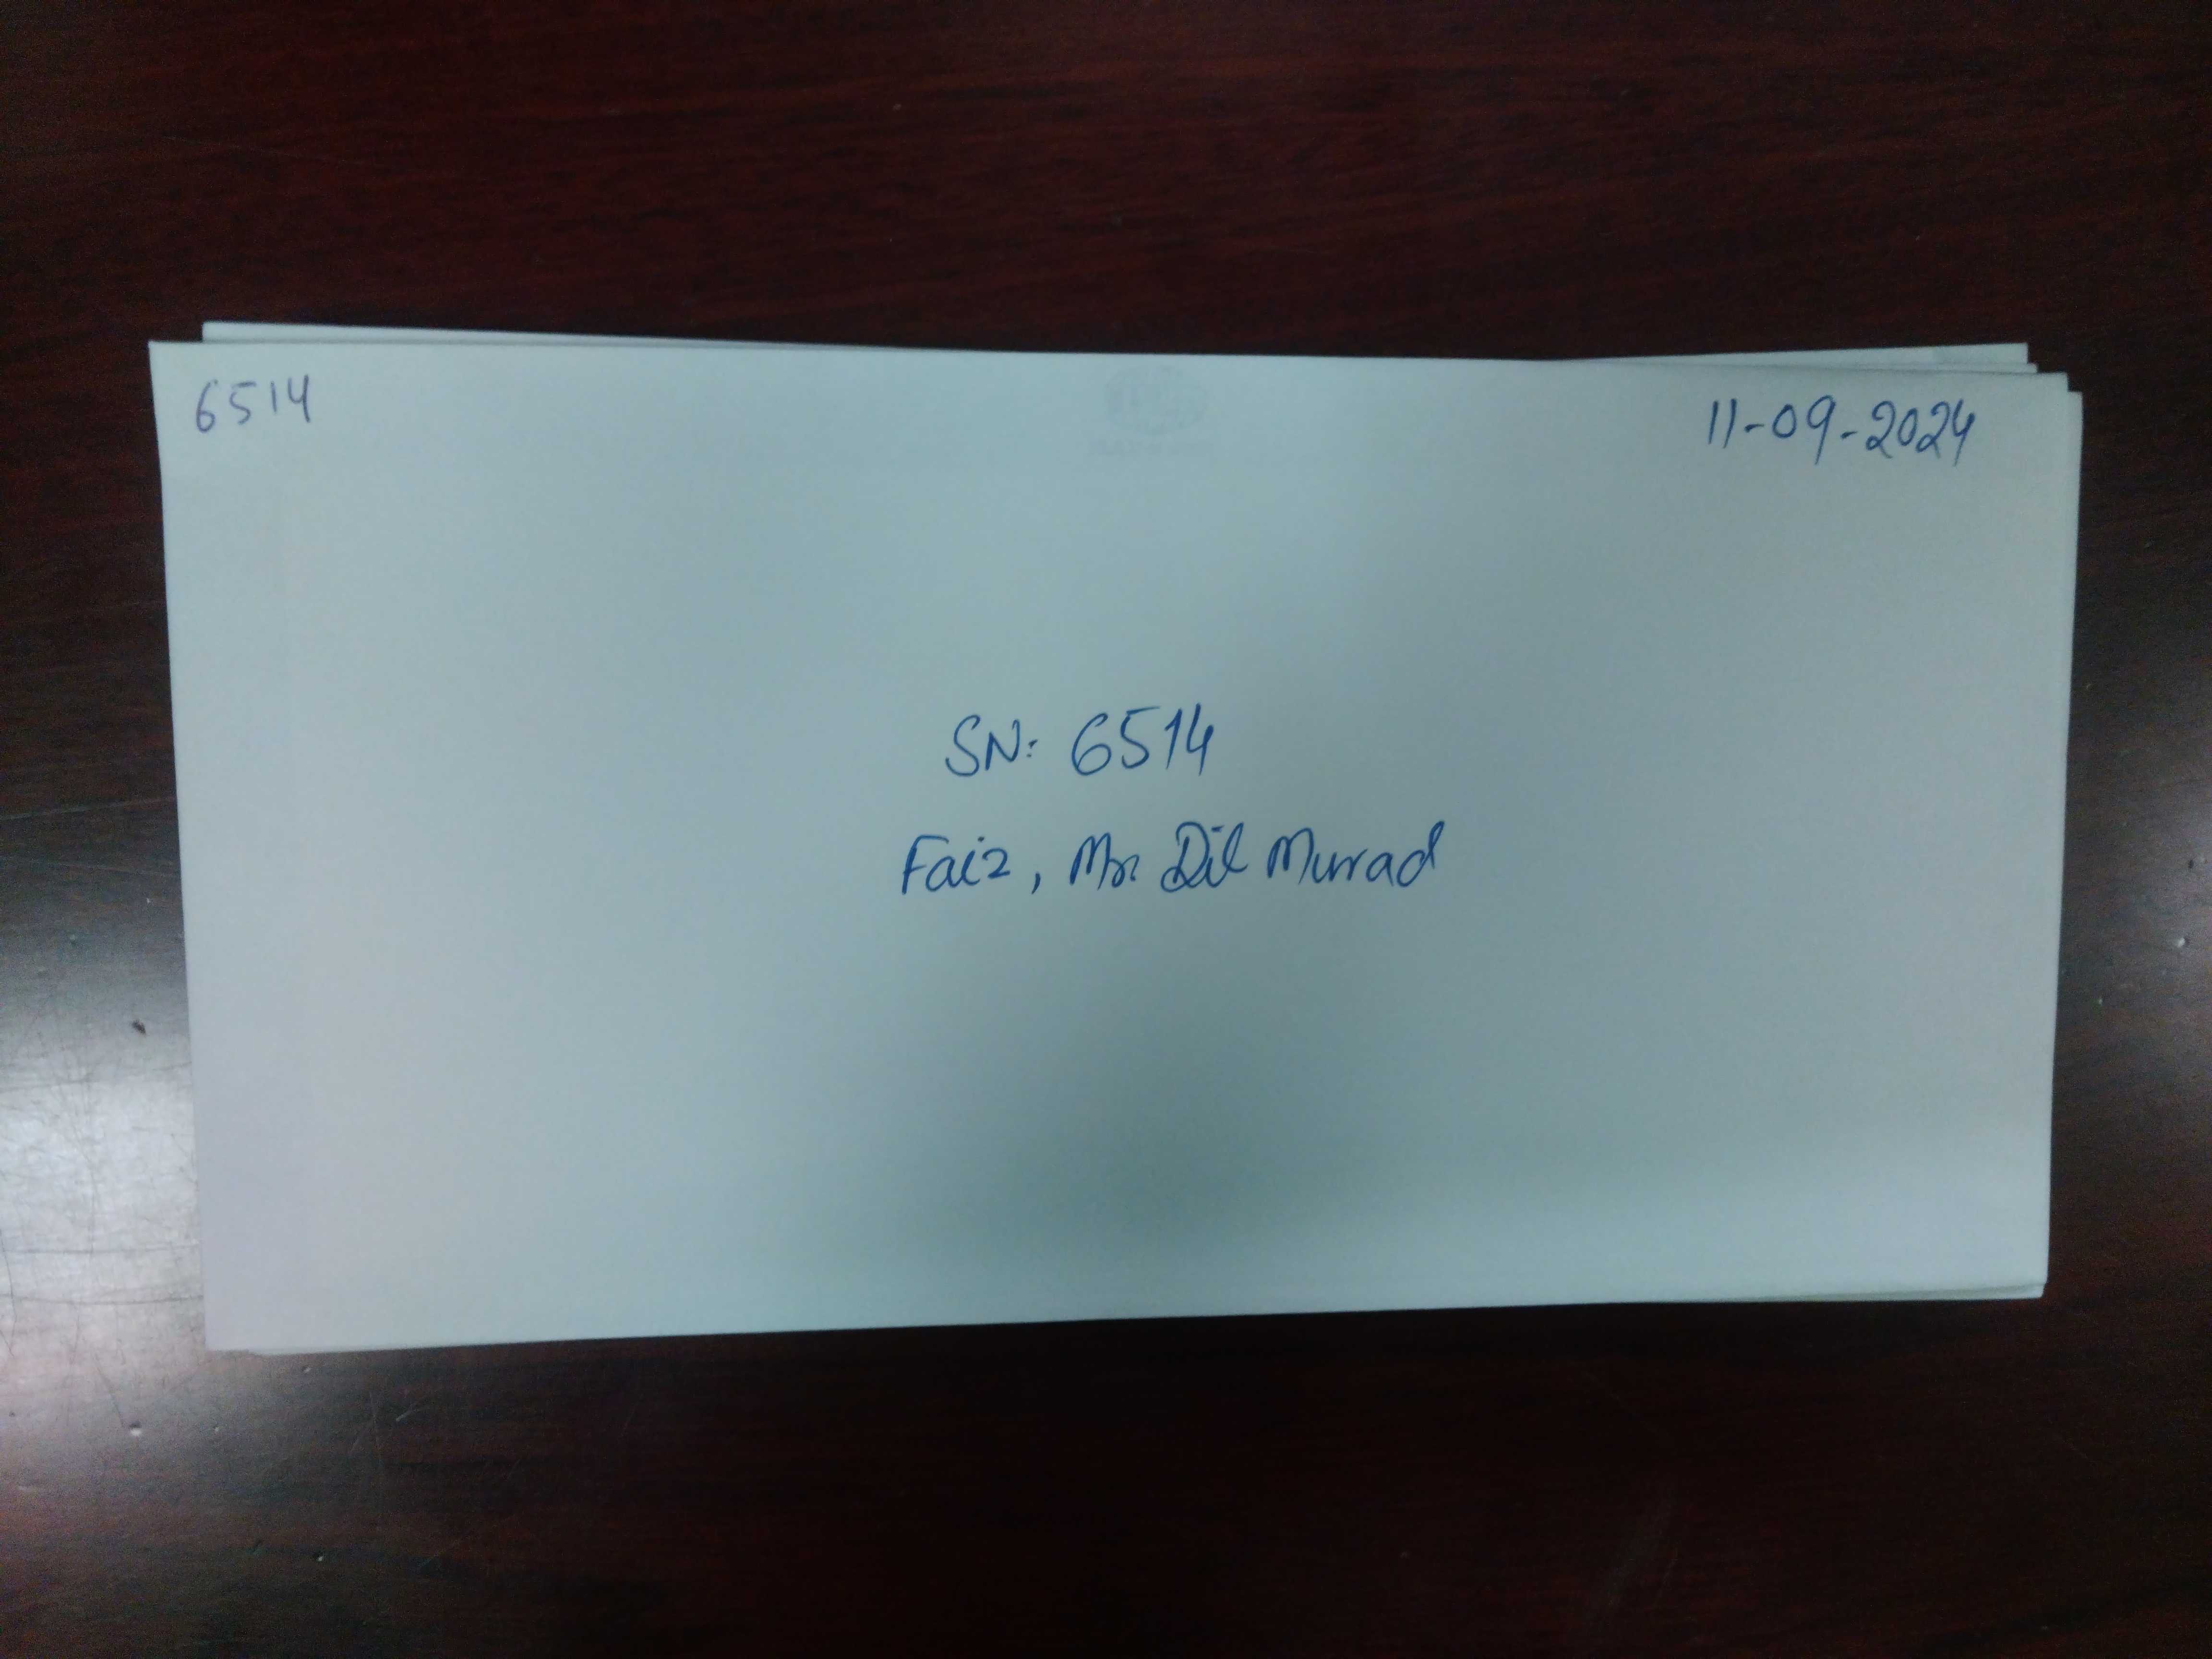 6514
11-09-2024
SN: 6514
Faiz, Mr. Dil Murad